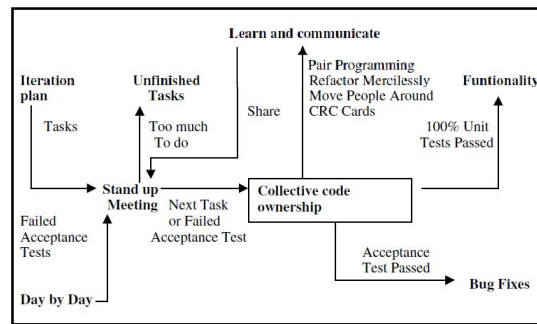 Learn and communicate
Iteration
plan
Unfinished
Tasks
Pair Programming
Refactor Mercilessly
Move People Around
CRC Cards
Funtionality
Tasks
Too much
To do
Share
100% Unit
Tests Passed
Stand up
Meeting
Next Task
or Failed
Acceptance Test
Collective code
ownership
Failed
Acceptance
Tests
Acceptance
Test Passed
Day by Day
Bug Fixes